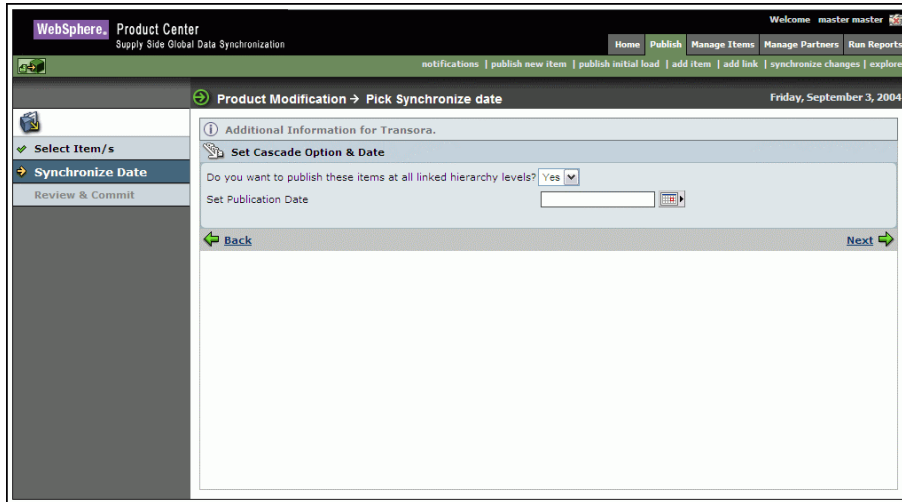 Welcome master master
WebSphere. Product Center
Supply Side Global Data Synchronization
Home Publish Manage Items Manage Partners Run Reports
notifications | publish new item | publish initial load | add item | add link | synchronize changes | explore
Product Modification → Pick Synchronize date
Friday, September 3, 2004
Additional Information for Transora.
Select Item/s
Set Cascade Option & Date
Synchronize Date
Do you want to publish these items at all linked hierarchy levels? Yes
Review & Commit
Set Publication Date
Back
Next